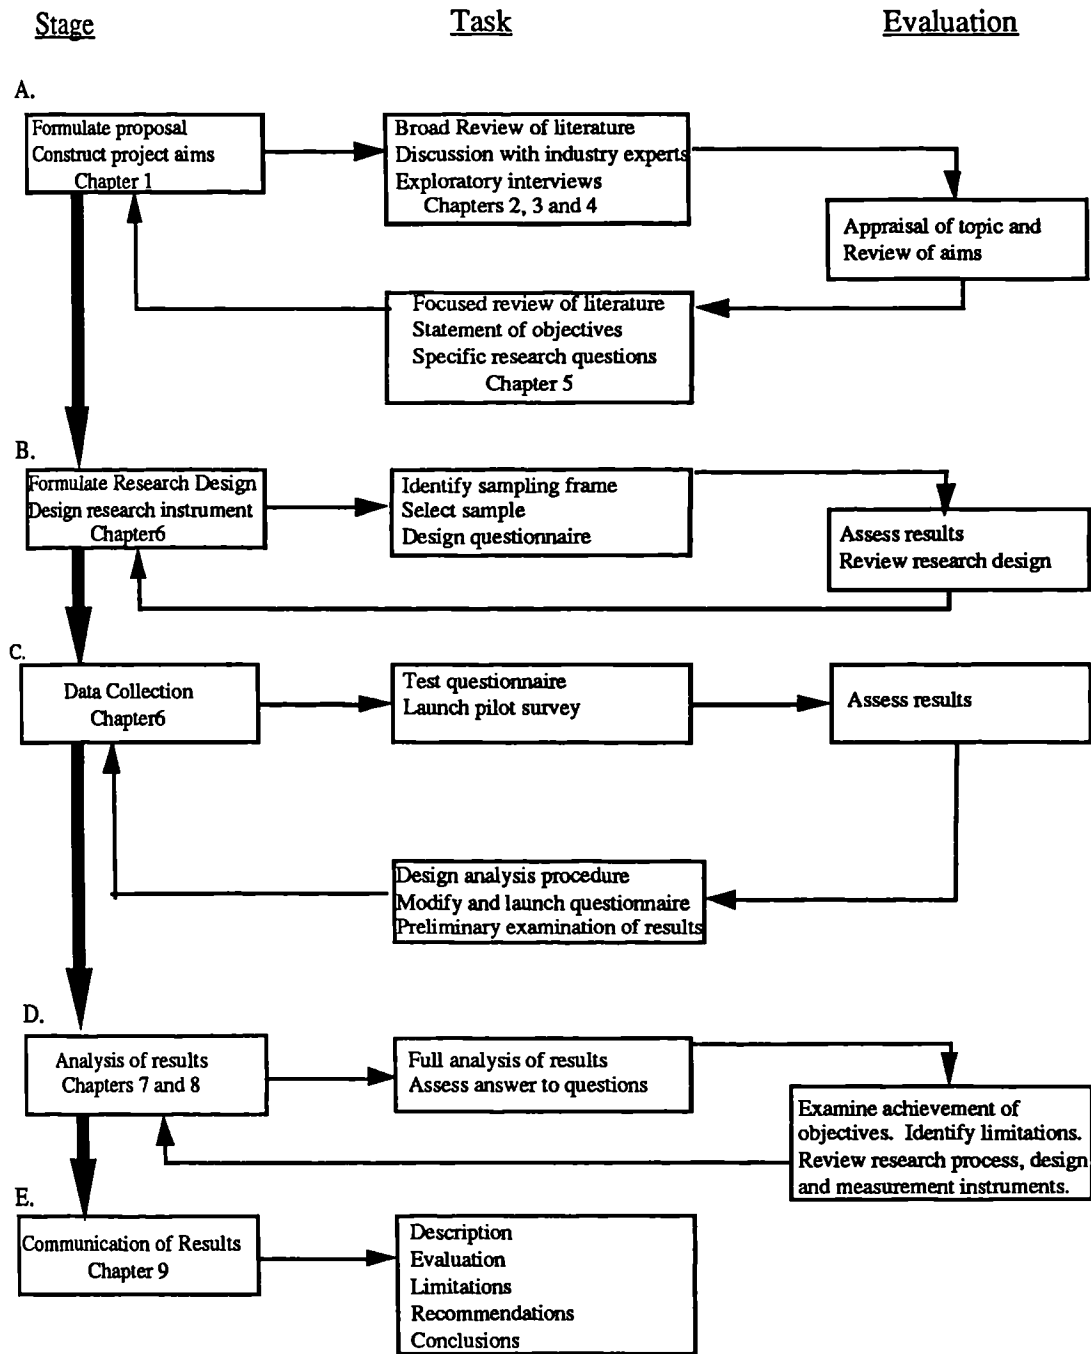 Stage
Task
Evaluation
A.
Formulate proposal
Construct project aims
Chapter 1
Broad Review of literature
Discussion with industry experts
Exploratory interviews
Chapters 2, 3 and 4
Appraisal of topic and
Review of aims
Focused review of literature
Statement of objectives
Specific research questions
Chapter 5
B.
Formulate Research Design
Design research instrument
Chapter6
Identify sampling frame
Select sample
Design questionnaire
Assess results
Review research design
C.
Data Collection
Chapter6
Test questionnaire
Launch pilot survey
Assess results
Design analysis procedure
Modify and launch questionnaire
Preliminary examination of results
D.
Analysis of results
Chapters 7 and 8
Full analysis of results
Assess answer to questions
Examine achievement of
objectives. Identify limitations.
Review research process, design
and measurement instruments.
E.
Communication of Results
Chapter 9
Description
Evaluation
Limitations
Recommendations
Conclusions